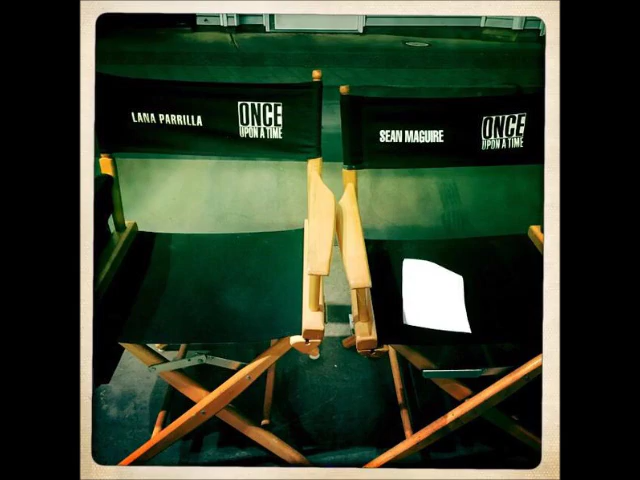 LANA PARRILLA
ONCE
UPON A TIME
SEAN MAGUIRE
ONCE
UPON A TIME